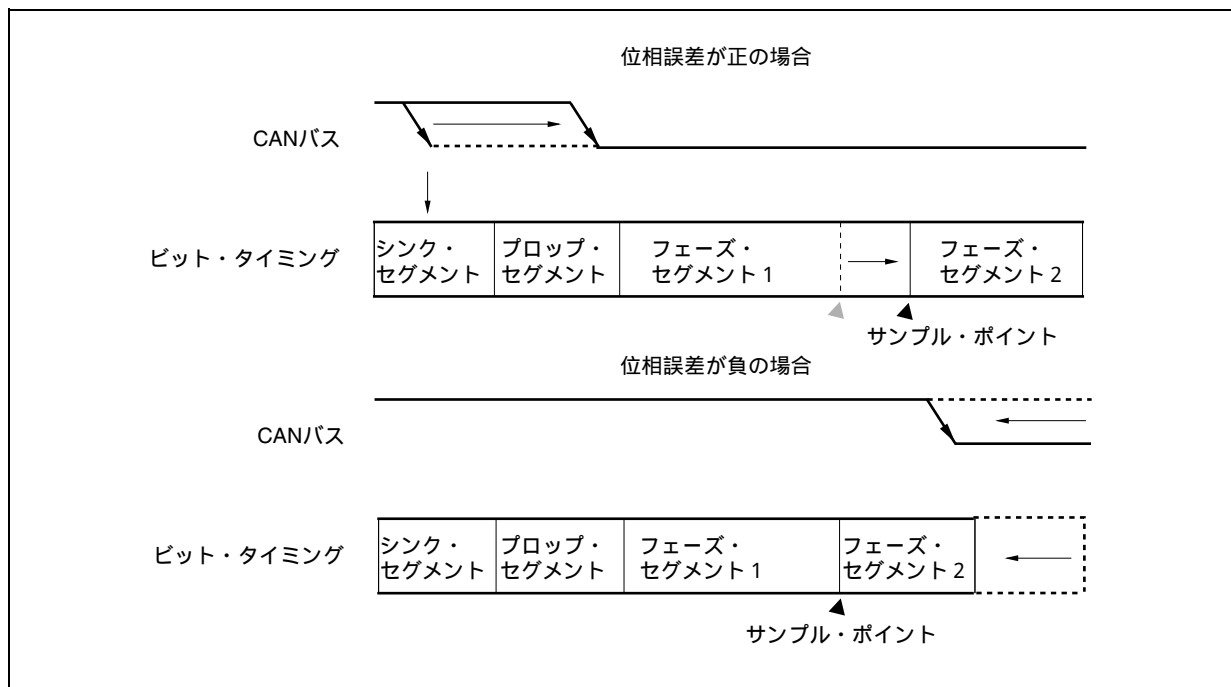 位相誤差が正の場合
CANバス
ビット・タイミング
シンク・
セグメント
プロップ・
セグメント
フェーズ・
セグメント 1
フェーズ・
セグメント 2
サンプル・ポイント
位相誤差が負の場合
CANバス
ビット・タイミング
シンク・
セグメント
プロップ・
セグメント
フェーズ・
セグメント 1
フェーズ・
セグメント 2
サンプル・ポイント